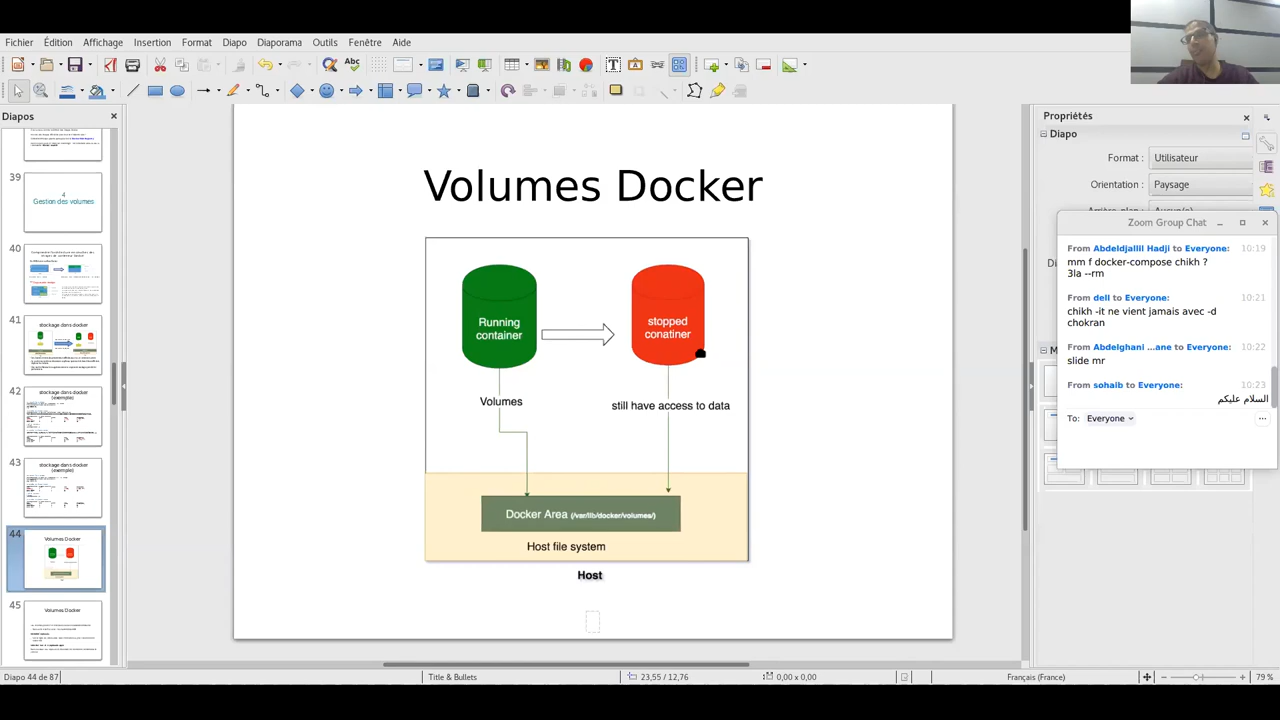 Fichier Édition Affichage Insertion Format Diapo Diaporama Outils Fenêtre Aide
Diapos
39
4
Gestion des volumes
40
41
stockage dans docker
42
stockage dans docker
(exemple)
43
stockage dans docker
(exemple)
44
Volumes Docker
45
Volumes Docker
Volumes Docker
Running
container
stopped
conatiner
Volumes
still have access to data
Docker Area (/var/lib/docker/volumes/)
Host file system
Host
Propriétés
Diapo
Format :
Utilisateur
Orientation :
Paysage
Zoom Group Chat
From Abdeldjallil Hadji to Everyone: 10:19
mm f docker-compose chikh ?
3la --rm
From dell to Everyone: 10:21
chikh -it ne vient jamais avec -d
chokran
From Abdelghani ...ane to Everyone: 10:22
slide mr
From sohaib to Everyone: 10:23
السلام عليكم
To: Everyone
Diapo 44 de 87
Title & Bullets
23,55 / 12,76
0,00 x 0,00
Français (France)
79 %